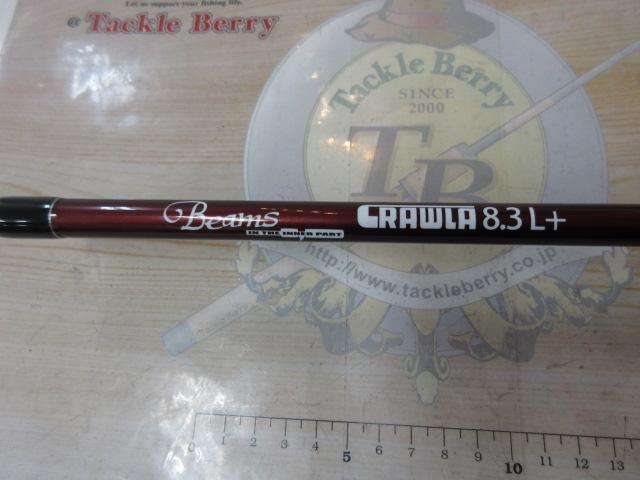 Let us support your fishing life.
@ Tackle Berry
Tackle Berry
SINCE
2000
TB
Beams CRAWLA 8.3 L+
IN THE INNER PART
http://www.tackleberry.co.jp
0 1 2 3 4 5 6 7 8 9 10 11 12 13